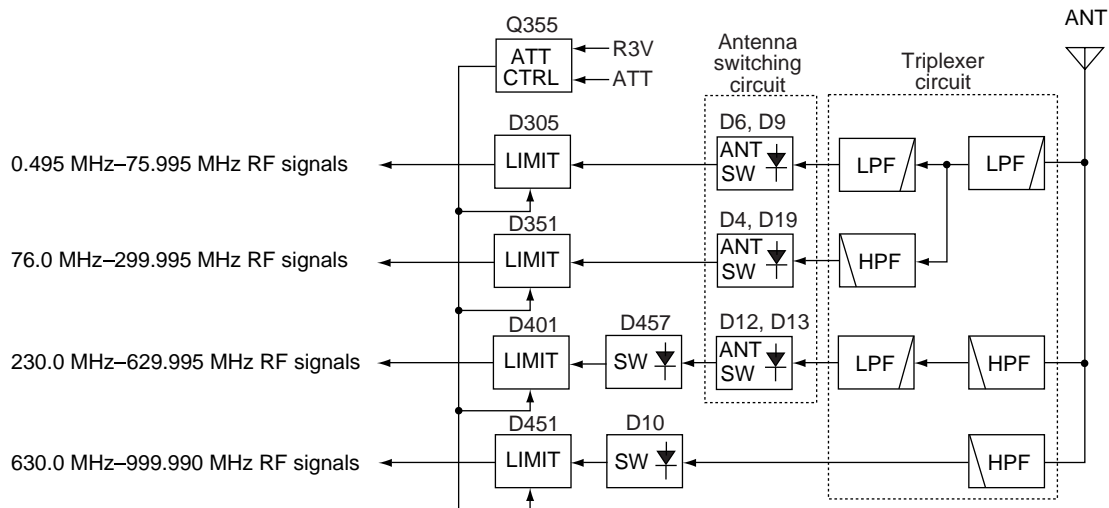 ANT
Q355
ATT
CTRL
R3V
ATT
Antenna
switching
circuit
Triplexer
circuit
D305
D6, D9
0.495 MHz–75.995 MHz RF signals
LIMIT
ANT
SW
LPF
LPF
D351
D4, D19
76.0 MHz–299.995 MHz RF signals
LIMIT
ANT
SW
HPF
D401
D457
D12, D13
230.0 MHz–629.995 MHz RF signals
LIMIT
SW
ANT
SW
LPF
HPF
D451
D10
630.0 MHz–999.990 MHz RF signals
LIMIT
SW
HPF